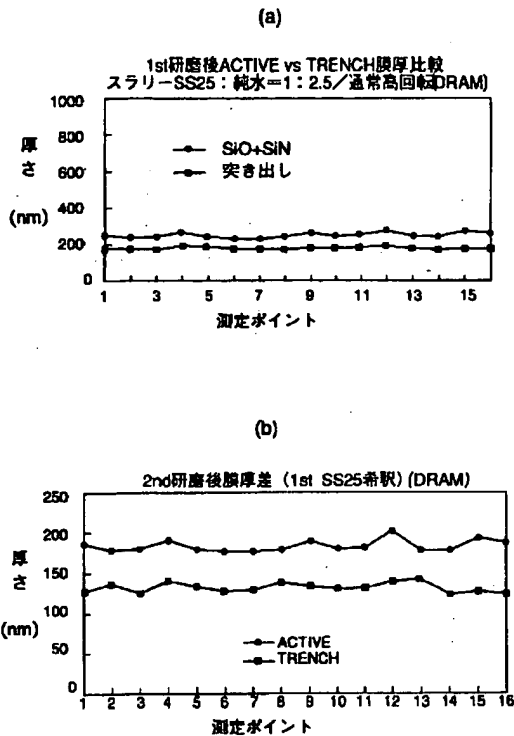 (a)
1st研磨後ACTIVE vs TRENCH膜厚比較
スラリーSS25：純水＝1：2.5／通常高回転DRAM)
1000
800
600
400
200
0
厚さ
(nm)
SiO+SiN
突き出し
1 3 5 7 9 11 13 15
測定ポイント
(b)
2nd研磨後膜厚差（1st SS25希釈）(DRAM)
250
200
150
100
50
0
厚さ
(nm)
ACTIVE
TRENCH
1 2 3 4 5 6 7 8 9 10 11 12 13 14 15 16
測定ポイント